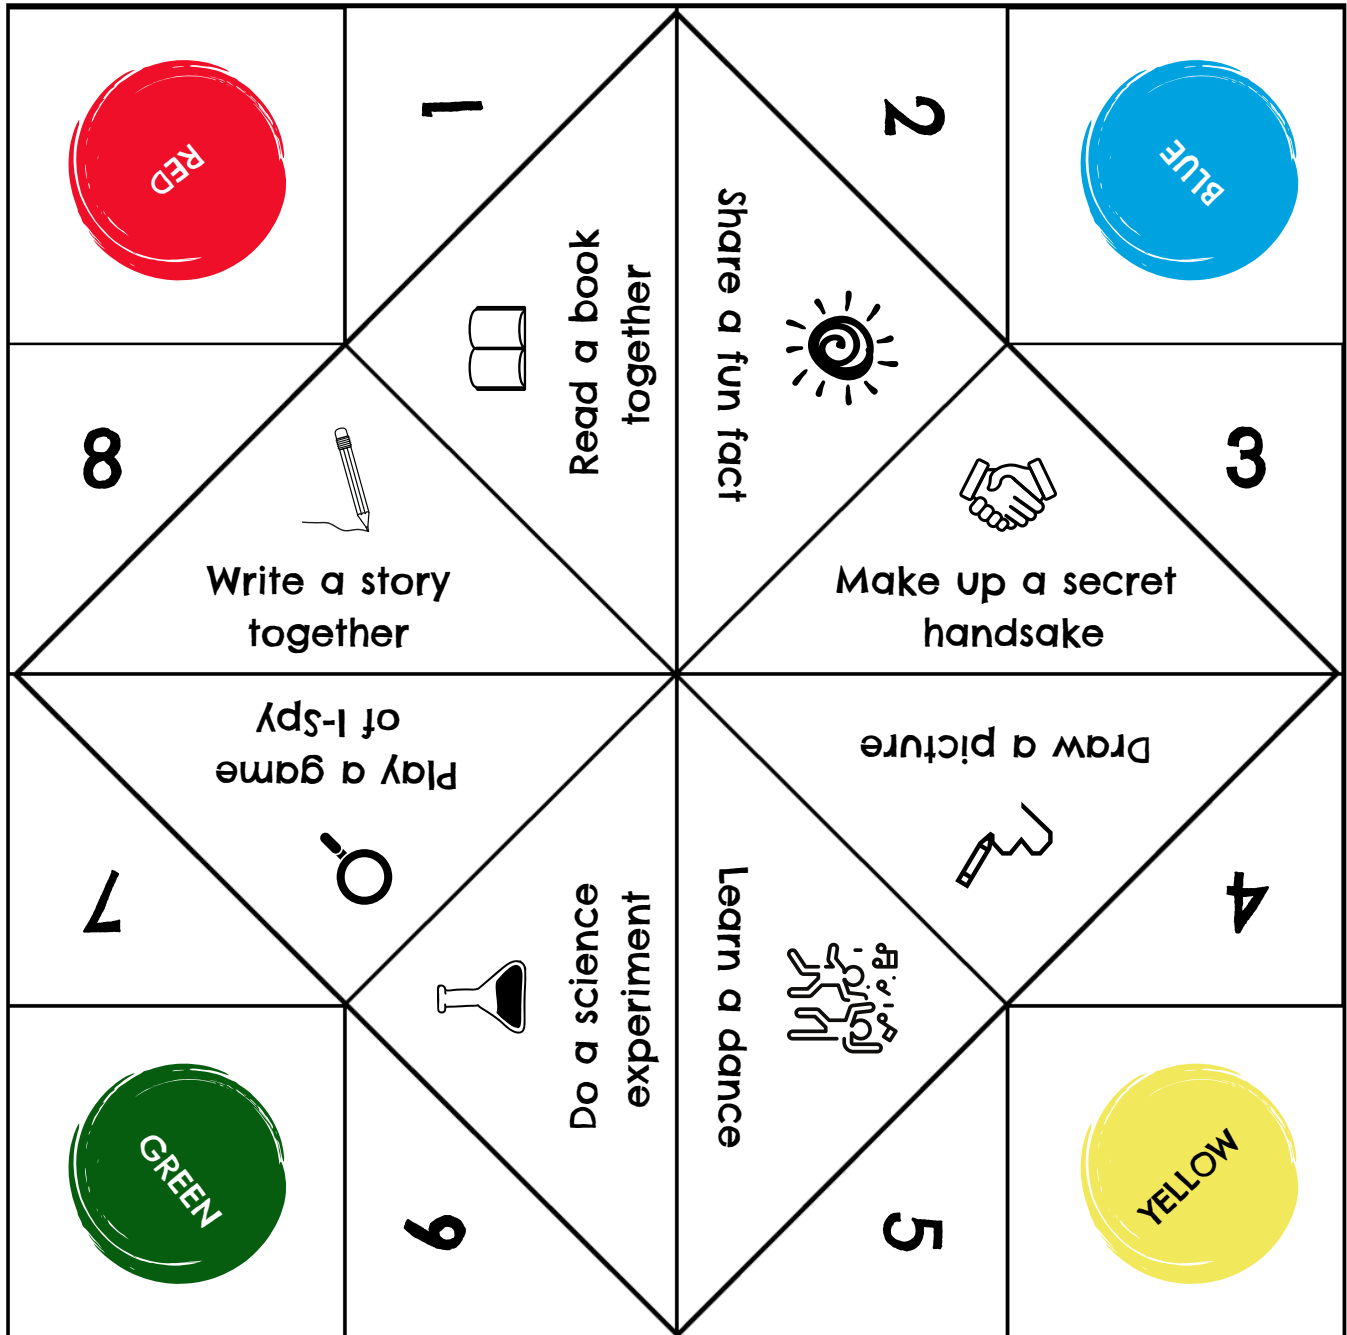 RED
1
2
BLUE
Read a book
together
Share a fun fact
8
3
Write a story
together
Make up a secret
handsake
Play a game
of I-Spy
Draw a picture
7
4
Do a science
experiment
Learn a dance
GREEN
6
5
YELLOW